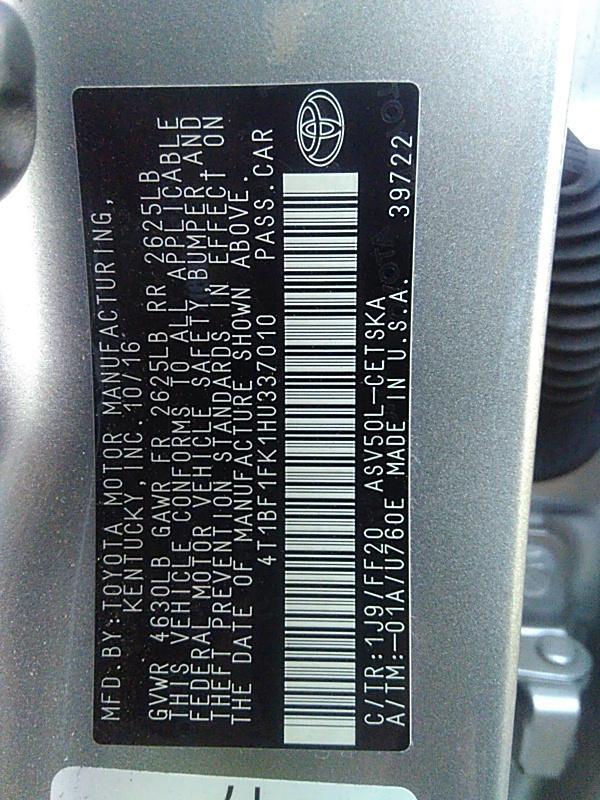 MFD.BY:TOYOTA MOTOR MANUFACTURING,
KENTUCKY,INC. 10/16
GVWR 4630LB GAWR FR 2625LB RR 2625LB
THIS VEHICLE CONFORMS TO ALL APPLICABLE
FEDERAL MOTOR VEHICLE SAFETY,BUMPER,AND
THEFT PREVENTION STANDARDS IN EFFECT ON
THE DATE OF MANUFACTURE SHOWN ABOVE.
4T1BF1FK1HU337010 PASS.CAR
C/TR:1J9/FF20 ASV50L-CETSKA
A/TM:-01A/U760E MADE IN U.S.A. 39722
TOYOTA